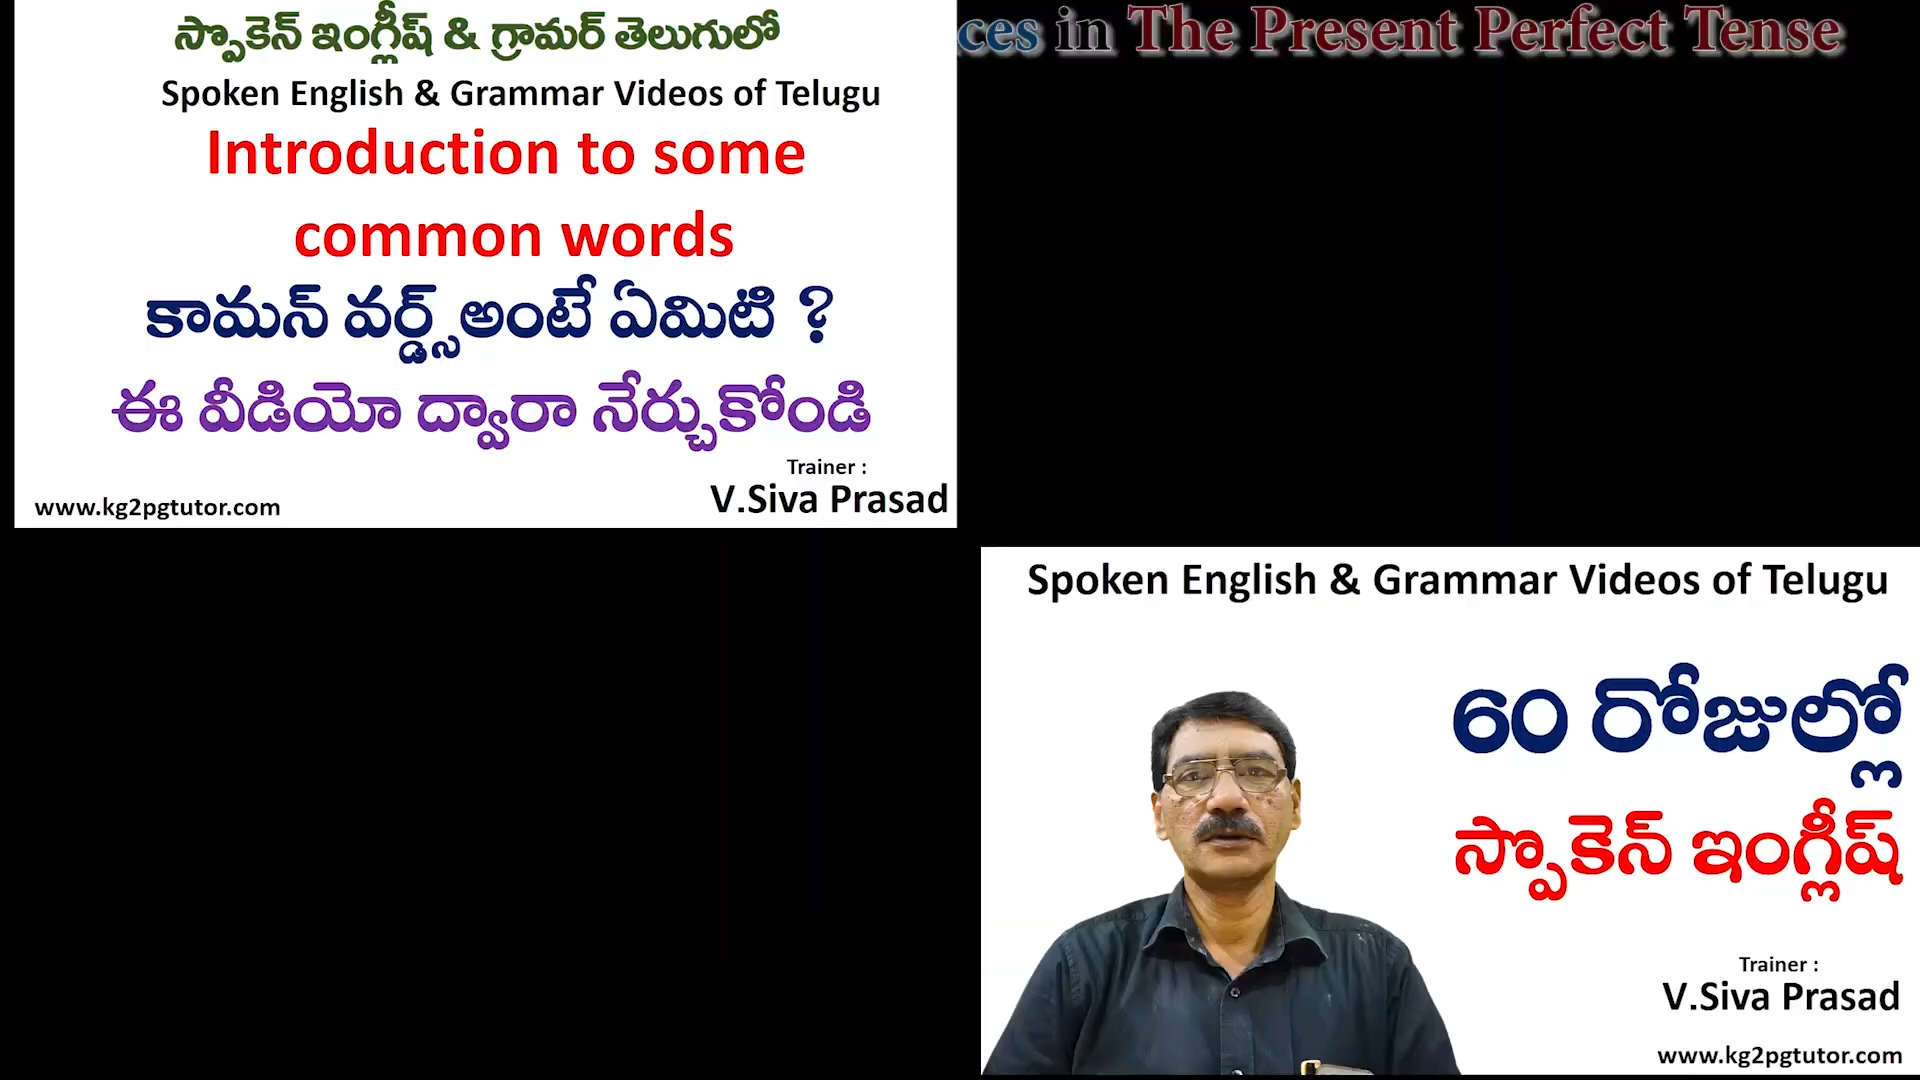 స్పొకెన్ ఇంగ్లీష్ & గ్రామర్ తెలుగులో
ces in The Present Perfect Tense
Spoken English & Grammar Videos of Telugu
Introduction to some
common words
కామన్ వర్డ్స్ అంటే ఏమిటి ?
ఈ వీడియో ద్వారా నేర్చుకోండి
Trainer :
V.Siva Prasad
www.kg2pgtutor.com
Spoken English & Grammar Videos of Telugu
60 రోజుల్లో
స్పొకెన్ ఇంగ్లీష్
Trainer :
V.Siva Prasad
www.kg2pgtutor.com